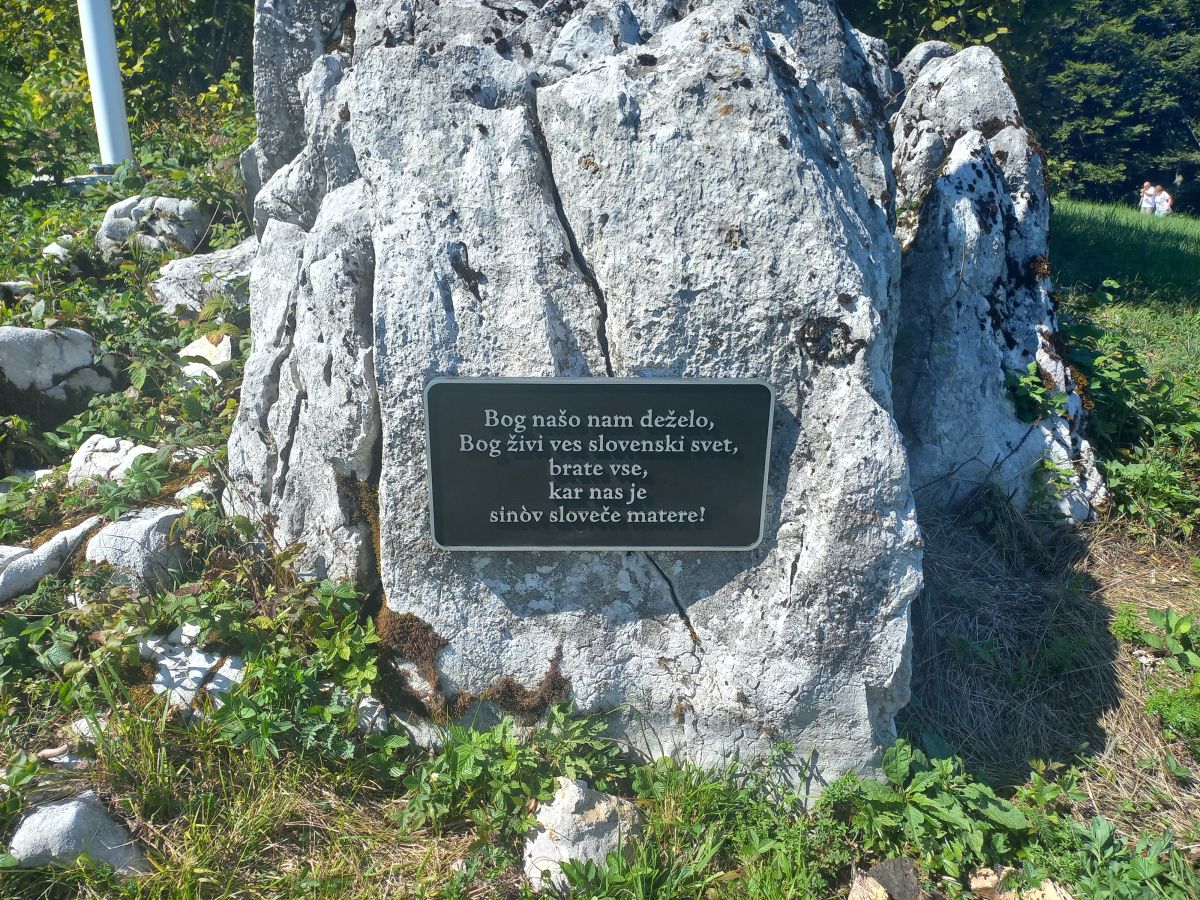 Bog našo nam deželo,
Bog živi ves slovenski svet,
brate vse,
kar nas je
sinòv sloveče matere!